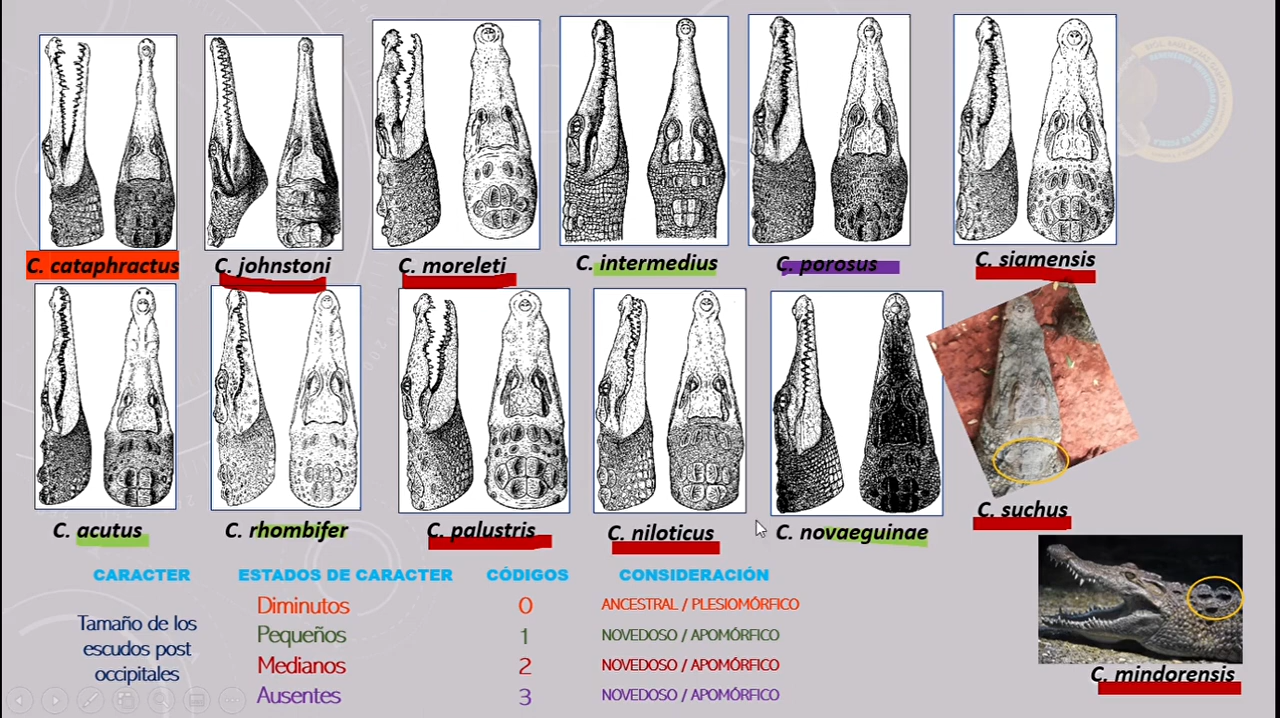 C. cataphractus
C. johnstoni
C. moreleti
C. intermedius
C. porosus
C. siamensis
C. acutus
C. rhombifer
C. palustris
C. niloticus
C. novaeguinae
C. suchus
C. mindorensis
CARACTER
ESTADOS DE CARACTER
CÓDIGOS
CONSIDERACIÓN
Tamaño de los
escudos post
occipitales
Diminutos
0
ANCESTRAL / PLESIOMÓRFICO
Pequeños
1
NOVEDOSO / APOMÓRFICO
Medianos
2
NOVEDOSO / APOMÓRFICO
Ausentes
3
NOVEDOSO / APOMÓRFICO